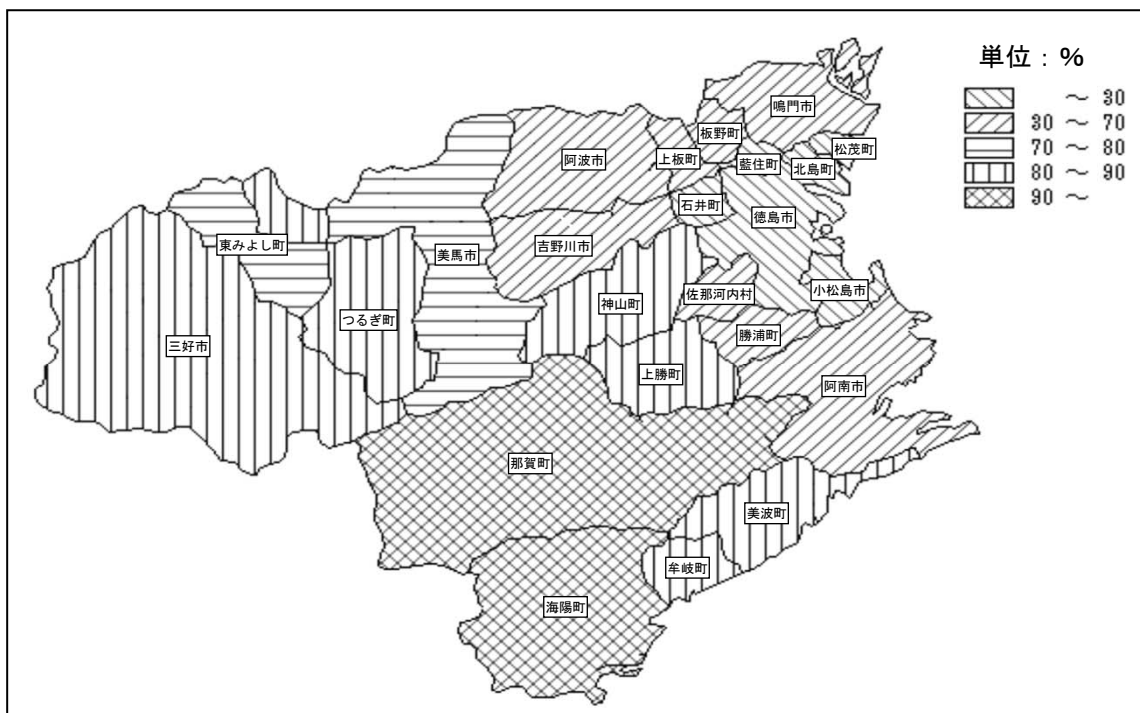 単位：%
～ 30
30 ～ 70
70 ～ 80
80 ～ 90
90 ～
鳴門市
板野町
松茂町
阿波市
上板町
藍住町
北島町
石井町
徳島市
吉野川市
東みよし町
美馬市
佐那河内村
小松島市
神山町
つるぎ町
勝浦町
三好市
上勝町
阿南市
那賀町
美波町
牟岐町
海陽町